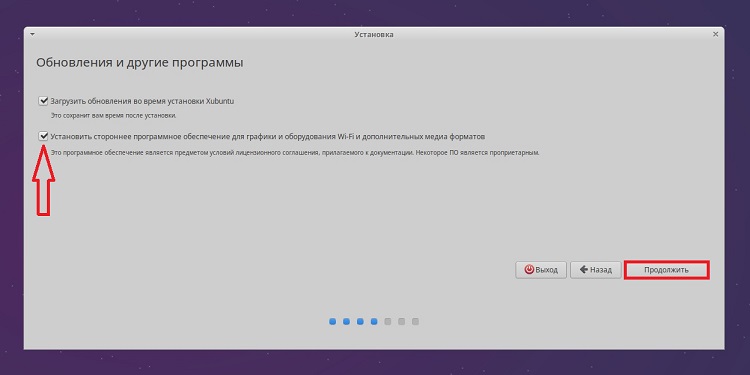 Установка
Обновления и другие программы
Загрузить обновления во время установки Xubuntu
Это сохранит вам время после установки.
Установить стороннее программное обеспечение для графики и оборудования Wi-Fi и дополнительных медиа форматов
Это программное обеспечение является предметом условий лицензионного соглашения, прилагаемого к документации. Некоторое ПО является проприетарным.
Выход
Назад
Продолжить